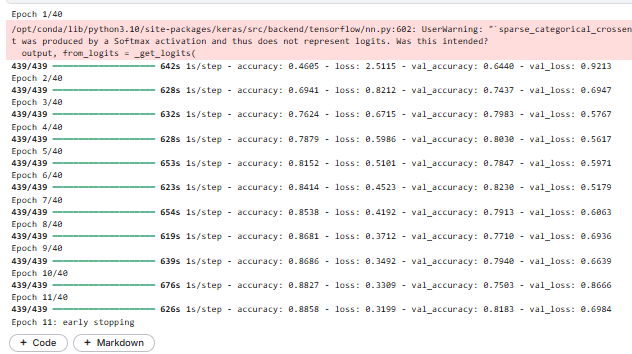 Epoch 1/40
/opt/conda/lib/python3.10/site-packages/keras/src/backend/tensorflow/nn.py:602: UserWarning: "`sparse_categorical_crossen
t was produced by a Softmax activation and thus does not represent logits. Was this intended?
output, from_logits = _get_logits(
439/439 642s 1s/step - accuracy: 0.4605 - loss: 2.5115 - val_accuracy: 0.6440 - val_loss: 0.9213
Epoch 2/40
439/439 628s 1s/step - accuracy: 0.6941 - loss: 0.8212 - val_accuracy: 0.7437 - val_loss: 0.6947
Epoch 3/40
439/439 632s 1s/step - accuracy: 0.7624 - loss: 0.6715 - val_accuracy: 0.7983 - val_loss: 0.5767
Epoch 4/40
439/439 628s 1s/step - accuracy: 0.7879 - loss: 0.5986 - val_accuracy: 0.8030 - val_loss: 0.5617
Epoch 5/40
439/439 653s 1s/step - accuracy: 0.8152 - loss: 0.5101 - val_accuracy: 0.7847 - val_loss: 0.5971
Epoch 6/40
439/439 623s 1s/step - accuracy: 0.8414 - loss: 0.4523 - val_accuracy: 0.8230 - val_loss: 0.5179
Epoch 7/40
439/439 654s 1s/step - accuracy: 0.8538 - loss: 0.4192 - val_accuracy: 0.7913 - val_loss: 0.6063
Epoch 8/40
439/439 619s 1s/step - accuracy: 0.8681 - loss: 0.3712 - val_accuracy: 0.7710 - val_loss: 0.6936
Epoch 9/40
439/439 639s 1s/step - accuracy: 0.8686 - loss: 0.3492 - val_accuracy: 0.7940 - val_loss: 0.6639
Epoch 10/40
439/439 676s 1s/step - accuracy: 0.8827 - loss: 0.3309 - val_accuracy: 0.7503 - val_loss: 0.8666
Epoch 11/40
439/439 626s 1s/step - accuracy: 0.8858 - loss: 0.3199 - val_accuracy: 0.8183 - val_loss: 0.6984
Epoch 11: early stopping
+ Code + Markdown